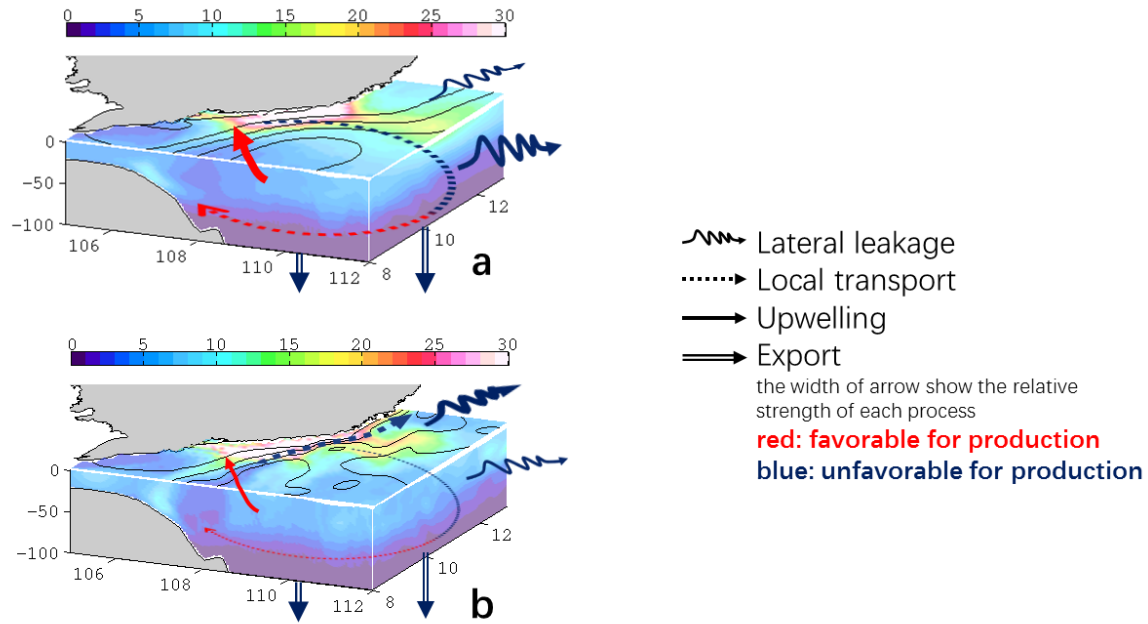 0 5 10 15 20 25 30
0
−50
−100
106
108
110
112
8
10
12
a
0 5 10 15 20 25 30
0
−50
−100
106
108
110
112
8
10
12
b
Lateral leakage
Local transport
Upwelling
Export
the width of arrow show the relative
strength of each process
red: favorable for production
blue: unfavorable for production